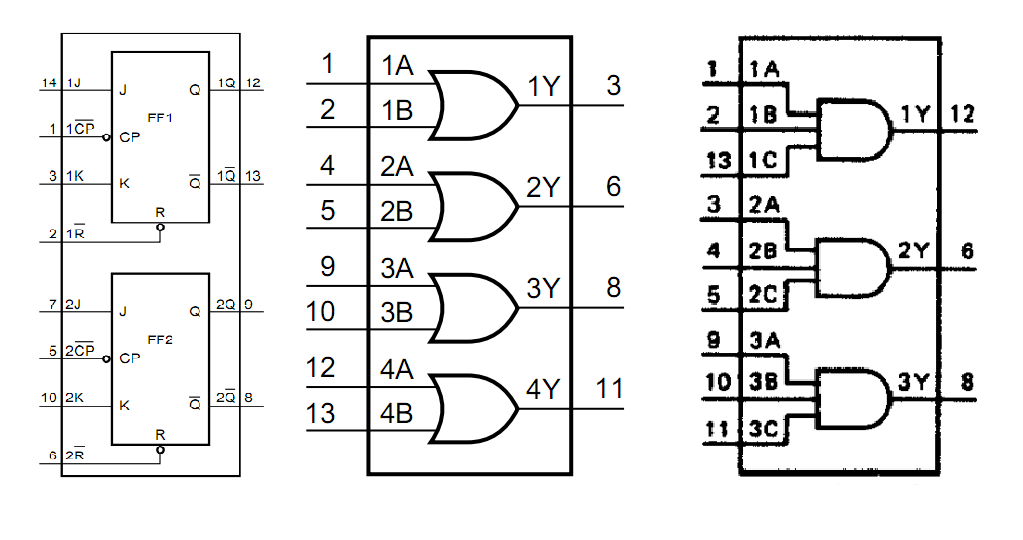 14 1J J Q 1Q 12
FF1
1 1C̅P̅ CP
3 1K K Q̅ 1Q̅ 13
R
2 1R̅
7 2J J Q 2Q 9
FF2
5 2C̅P̅ CP
10 2K K Q̅ 2Q̅ 8
R
6 2R̅
1 1A
1Y 3
2 1B
4 2A
2Y 6
5 2B
9 3A
3Y 8
10 3B
12 4A
4Y 11
13 4B
1 1A
2 1B 1Y 12
13 1C
3 2A
4 2B 2Y 6
5 2C
9 3A
10 3B 3Y 8
11 3C